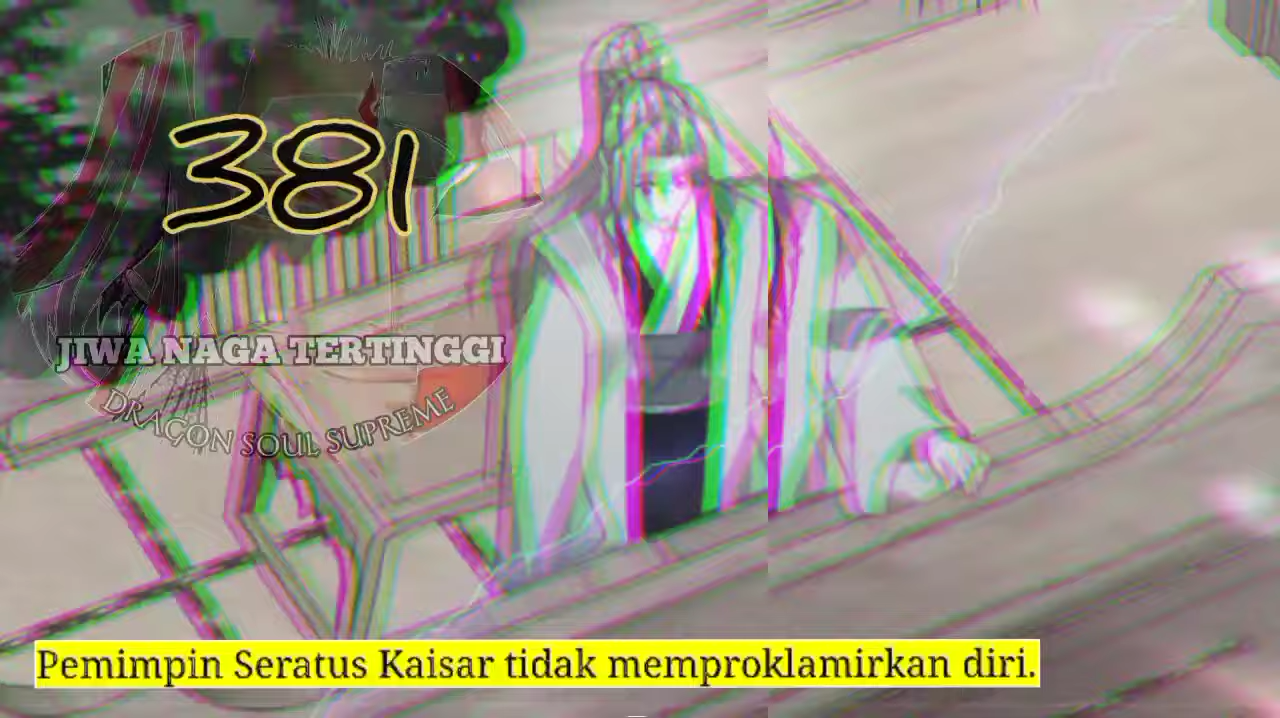 381
JIWA NAGA TERTINGGI
DRAGON SOUL SUPREME
Pemimpin Seratus Kaisar tidak memproklamirkan diri.